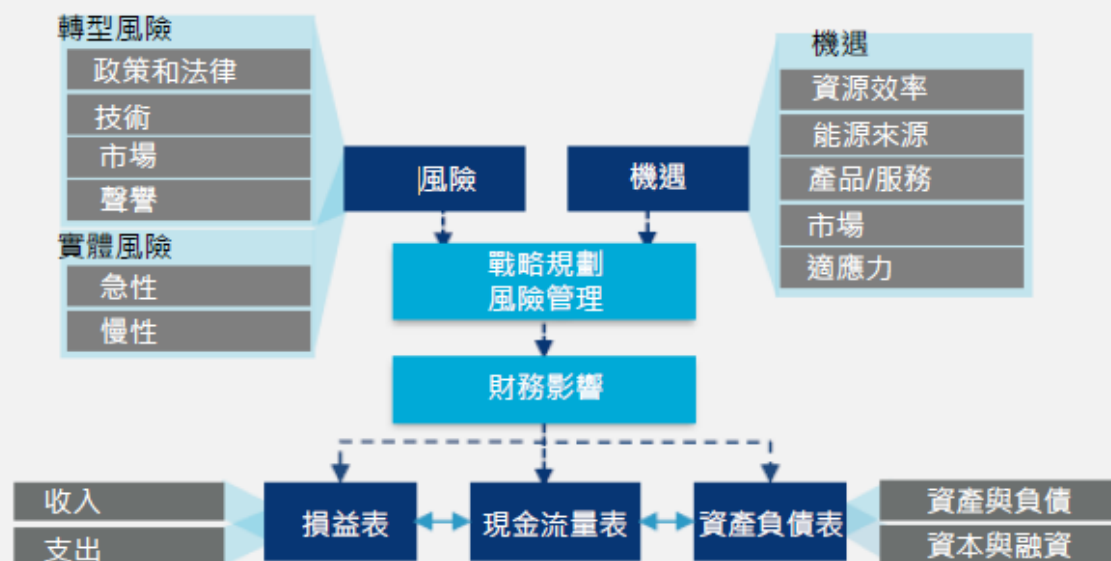 轉型風險
政策和法律
技術
市場
聲譽
實體風險
急性
慢性
風險
機遇
機遇
資源效率
能源來源
產品/服務
市場
適應力
戰略規劃
風險管理
財務影響
收入
支出
損益表
現金流量表
資產負債表
資產與負債
資本與融資